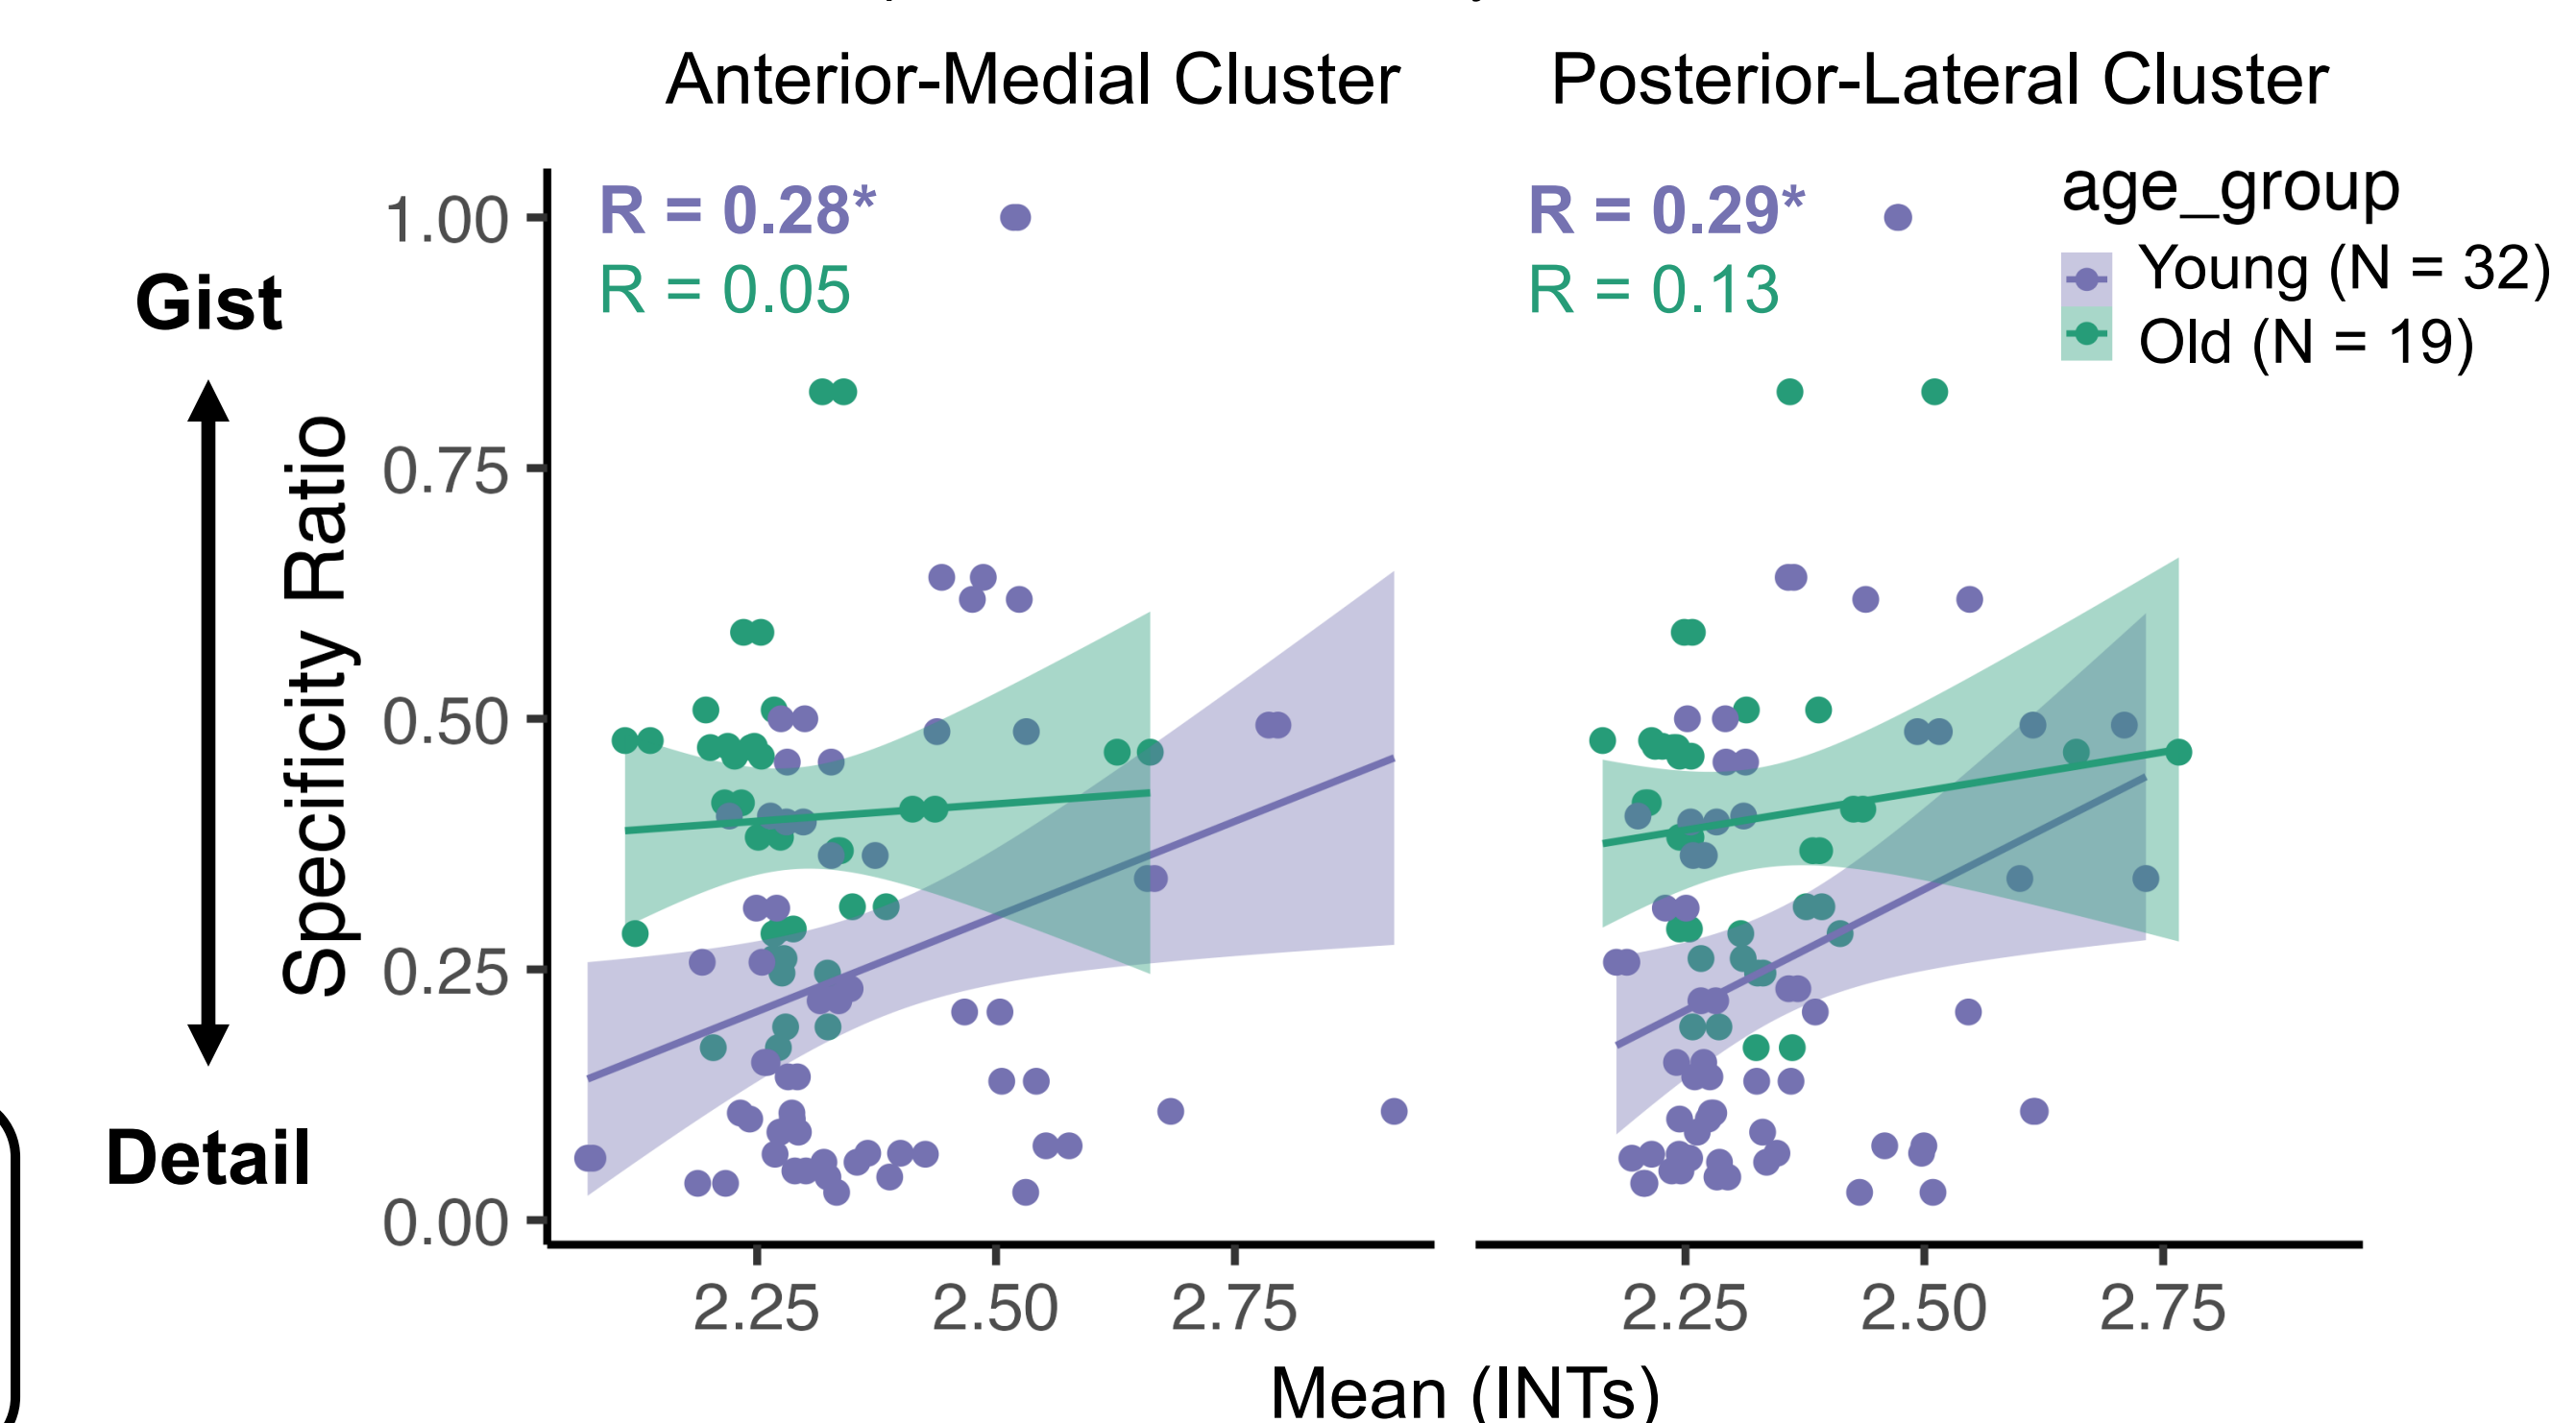 Anterior-Medial Cluster
Posterior-Lateral Cluster
R = 0.28*
R = 0.05
R = 0.29*
R = 0.13
age_group
Young (N = 32)
Old (N = 19)
Gist
Detail
Specificity Ratio
1.00
0.75
0.50
0.25
0.00
2.25 2.50 2.75
2.25 2.50 2.75
Mean (INTs)